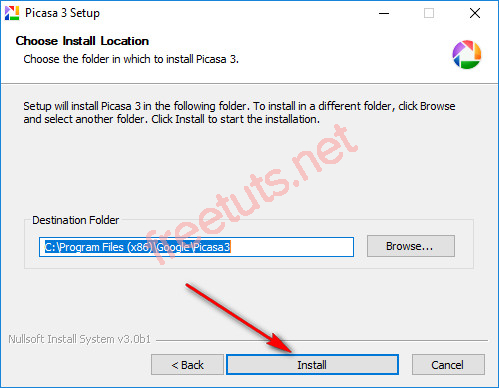 Picasa 3 Setup
Choose Install Location
Choose the folder in which to install Picasa 3.
Setup will install Picasa 3 in the following folder. To install in a different folder, click Browse
and select another folder. Click Install to start the installation.
freetuts.net
Destination Folder
C:\Program Files (x86)\Google\Picasa3
Browse...
Nullsoft Install System v3.0b1
< Back
Install
Cancel